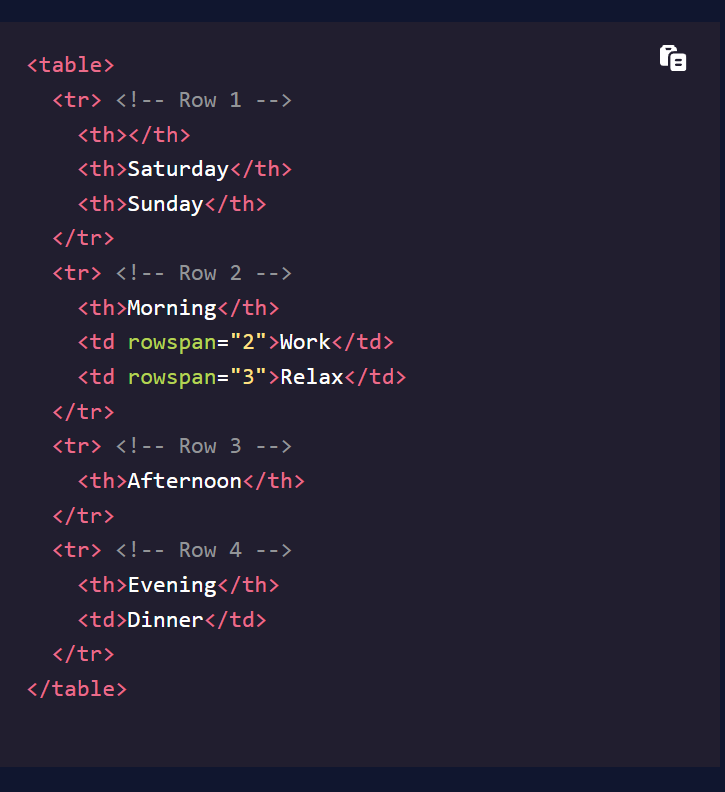 <table>
  <tr> <!-- Row 1 -->
    <th></th>
    <th>Saturday</th>
    <th>Sunday</th>
  </tr>
  <tr> <!-- Row 2 -->
    <th>Morning</th>
    <td rowspan="2">Work</td>
    <td rowspan="3">Relax</td>
  </tr>
  <tr> <!-- Row 3 -->
    <th>Afternoon</th>
  </tr>
  <tr> <!-- Row 4 -->
    <th>Evening</th>
    <td>Dinner</td>
  </tr>
</table>